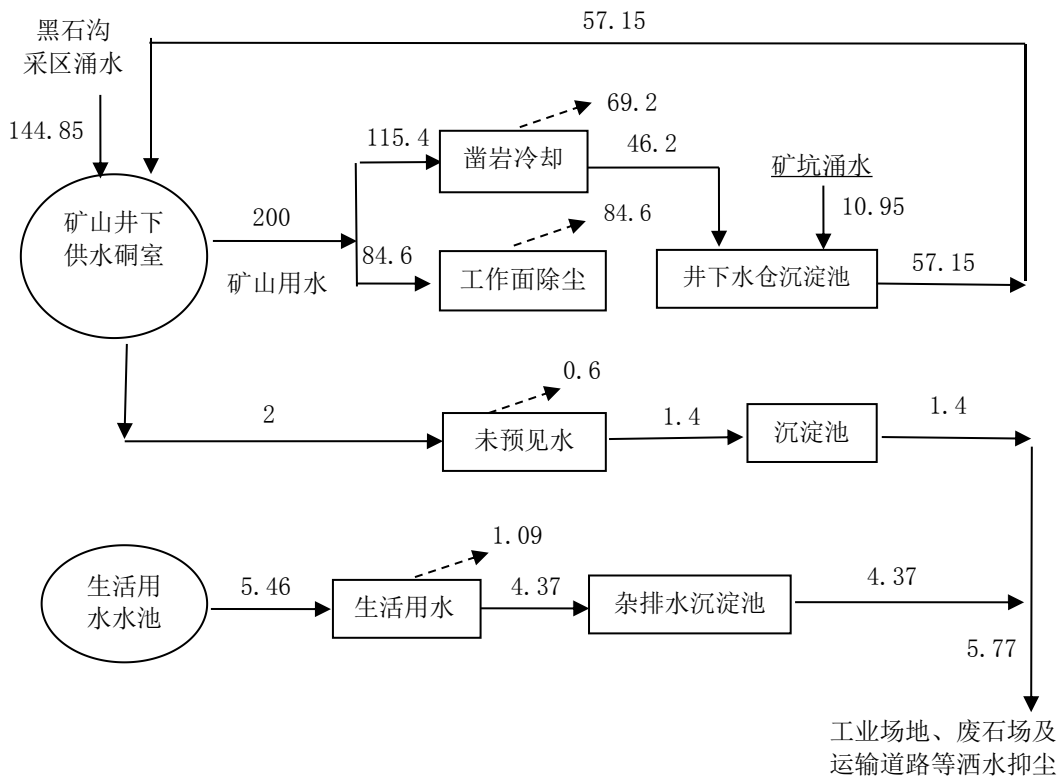 57.15
黑石沟
采区涌水
144.85
69.2
115.4
凿岩冷却
46.2
矿坑涌水
矿山井下
供水硐室
200
矿山用水
84.6
84.6
工作面除尘
10.95
井下水仓沉淀池
57.15
0.6
2
未预见水
1.4
沉淀池
1.4
1.09
生活用
水水池
5.46
生活用水
4.37
杂排水沉淀池
4.37
5.77
工业场地、废石场及
运输道路等洒水抑尘